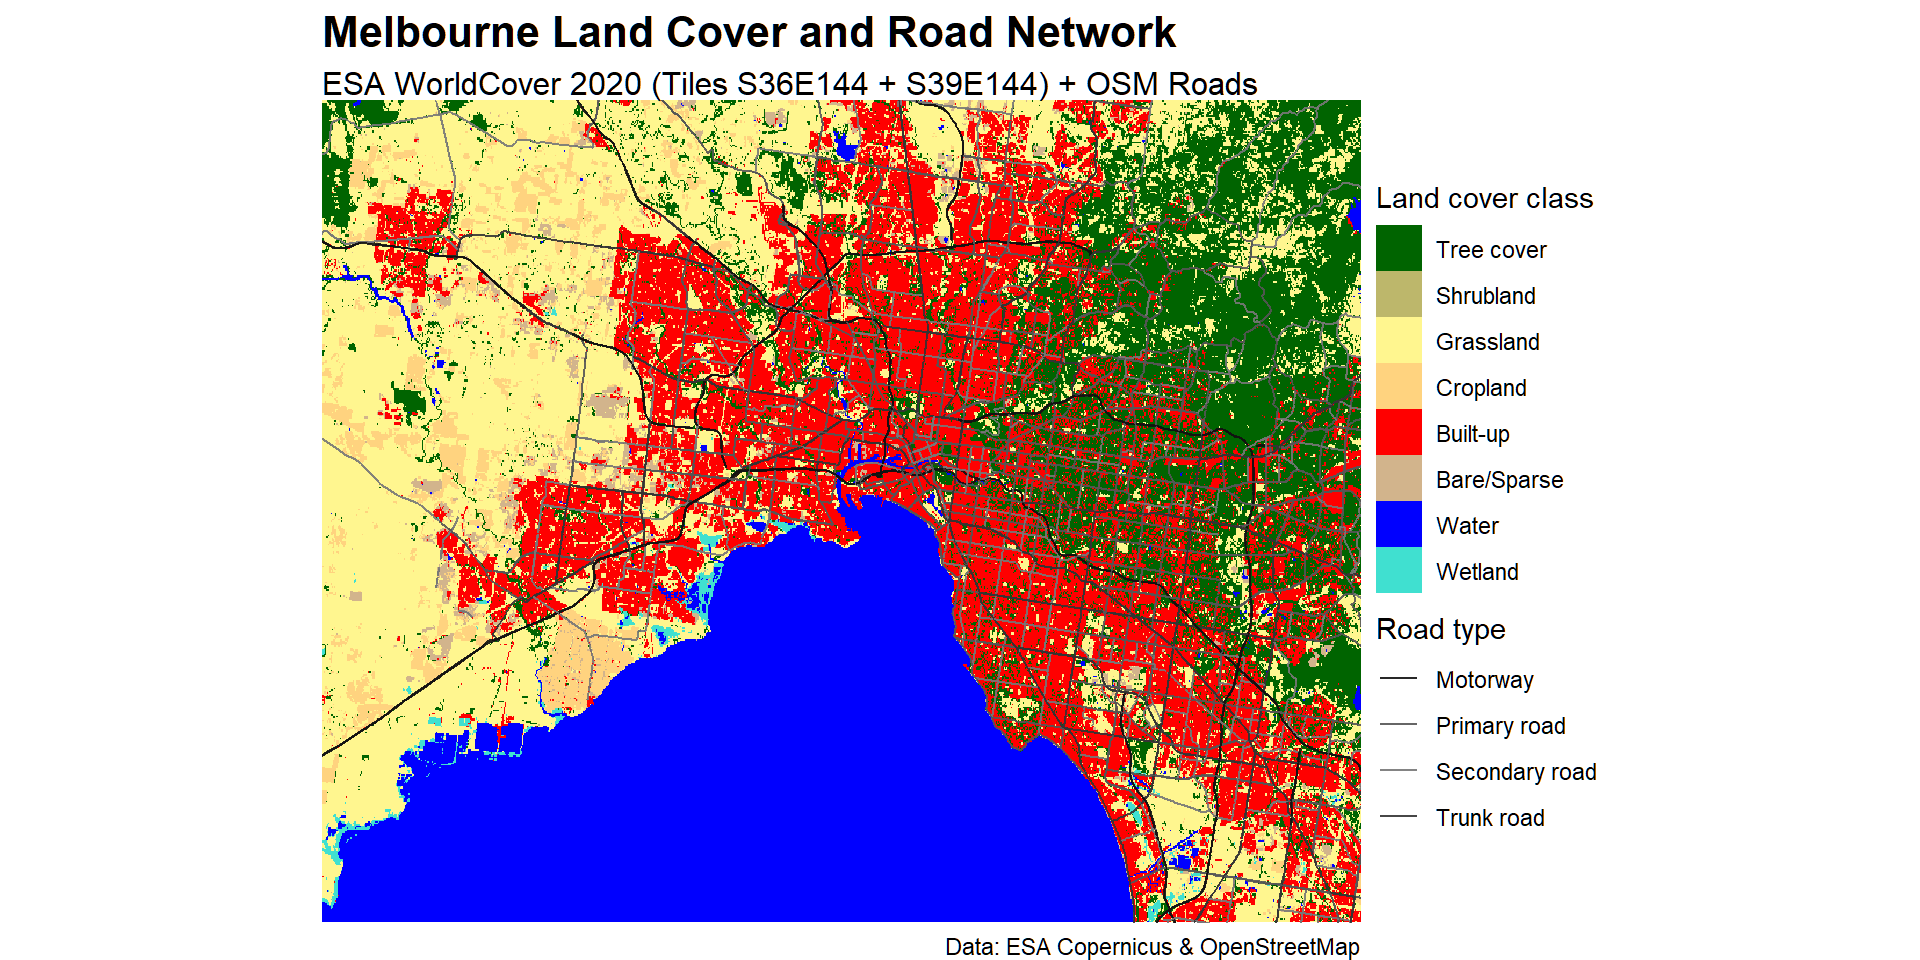 Melbourne Land Cover and Road Network
ESA WorldCover 2020 (Tiles S36E144 + S39E144) + OSM Roads
Land cover class
Tree cover
Shrubland
Grassland
Cropland
Built-up
Bare/Sparse
Water
Wetland
Road type
Motorway
Primary road
Secondary road
Trunk road
Data: ESA Copernicus & OpenStreetMap